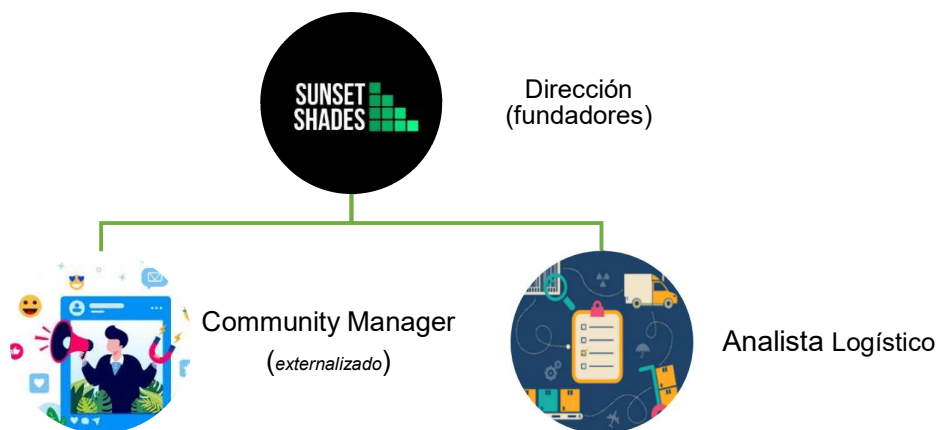 SUNSET
SHADES
Dirección
(fundadores)
Community Manager
(externalizado)
Analista Logístico